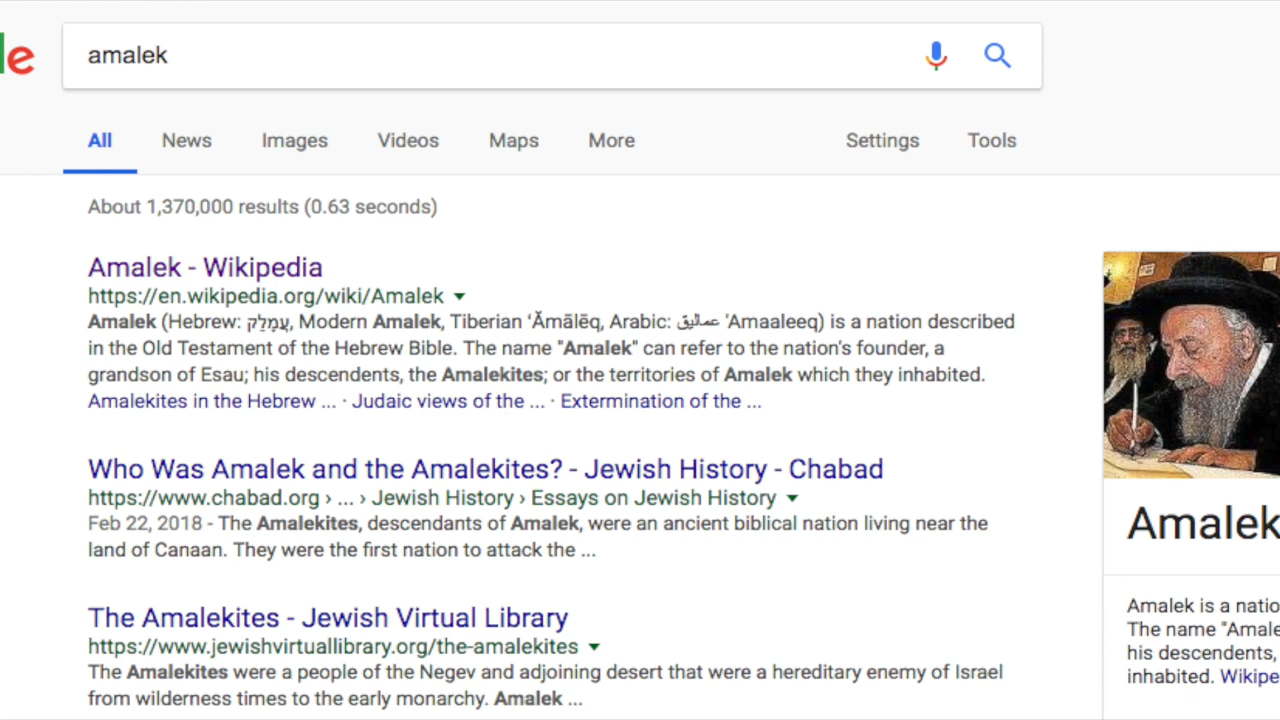 le
amalek
All News Images Videos Maps More Settings Tools
About 1,370,000 results (0.63 seconds)
Amalek - Wikipedia
https://en.wikipedia.org/wiki/Amalek
Amalek (Hebrew: עֲמָלֵק, Modern Amalek, Tiberian ʻĂmālēq, Arabic: عماليق 'Amaaleeq) is a nation described
in the Old Testament of the Hebrew Bible. The name "Amalek" can refer to the nation's founder, a
grandson of Esau; his descendents, the Amalekites; or the territories of Amalek which they inhabited.
Amalekites in the Hebrew ... · Judaic views of the ... · Extermination of the ...
Who Was Amalek and the Amalekites? - Jewish History - Chabad
https://www.chabad.org › ... › Jewish History › Essays on Jewish History
Feb 22, 2018 - The Amalekites, descendants of Amalek, were an ancient biblical nation living near the
land of Canaan. They were the first nation to attack the ...
The Amalekites - Jewish Virtual Library
https://www.jewishvirtuallibrary.org/the-amalekites
The Amalekites were a people of the Negev and adjoining desert that were a hereditary enemy of Israel
from wilderness times to the early monarchy. Amalek ...
Amalek
Amalek is a natio
The name "Amale
his descendents,
inhabited. Wikipe